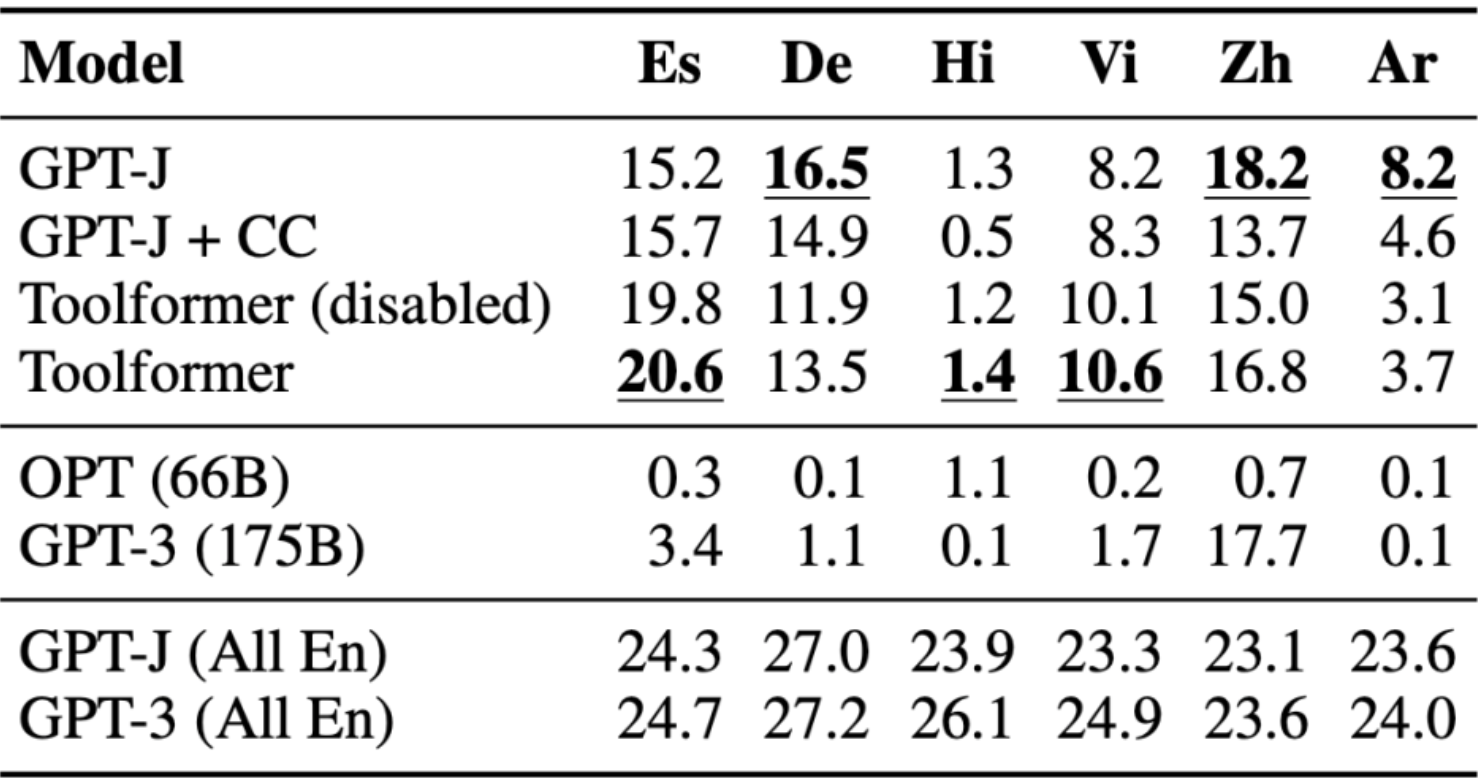 Model Es De Hi Vi Zh Ar
GPT-J 15.2 16.5 1.3 8.2 18.2 8.2
GPT-J + CC 15.7 14.9 0.5 8.3 13.7 4.6
Toolformer (disabled) 19.8 11.9 1.2 10.1 15.0 3.1
Toolformer 20.6 13.5 1.4 10.6 16.8 3.7
OPT (66B) 0.3 0.1 1.1 0.2 0.7 0.1
GPT-3 (175B) 3.4 1.1 0.1 1.7 17.7 0.1
GPT-J (All En) 24.3 27.0 23.9 23.3 23.1 23.6
GPT-3 (All En) 24.7 27.2 26.1 24.9 23.6 24.0